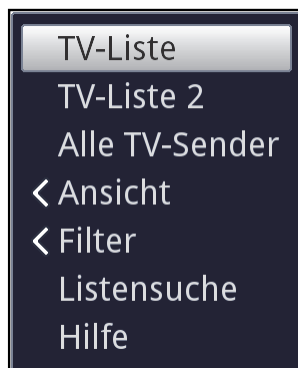 TV-Liste
TV-Liste 2
Alle TV-Sender
Ansicht
Filter
Listensuche
Hilfe